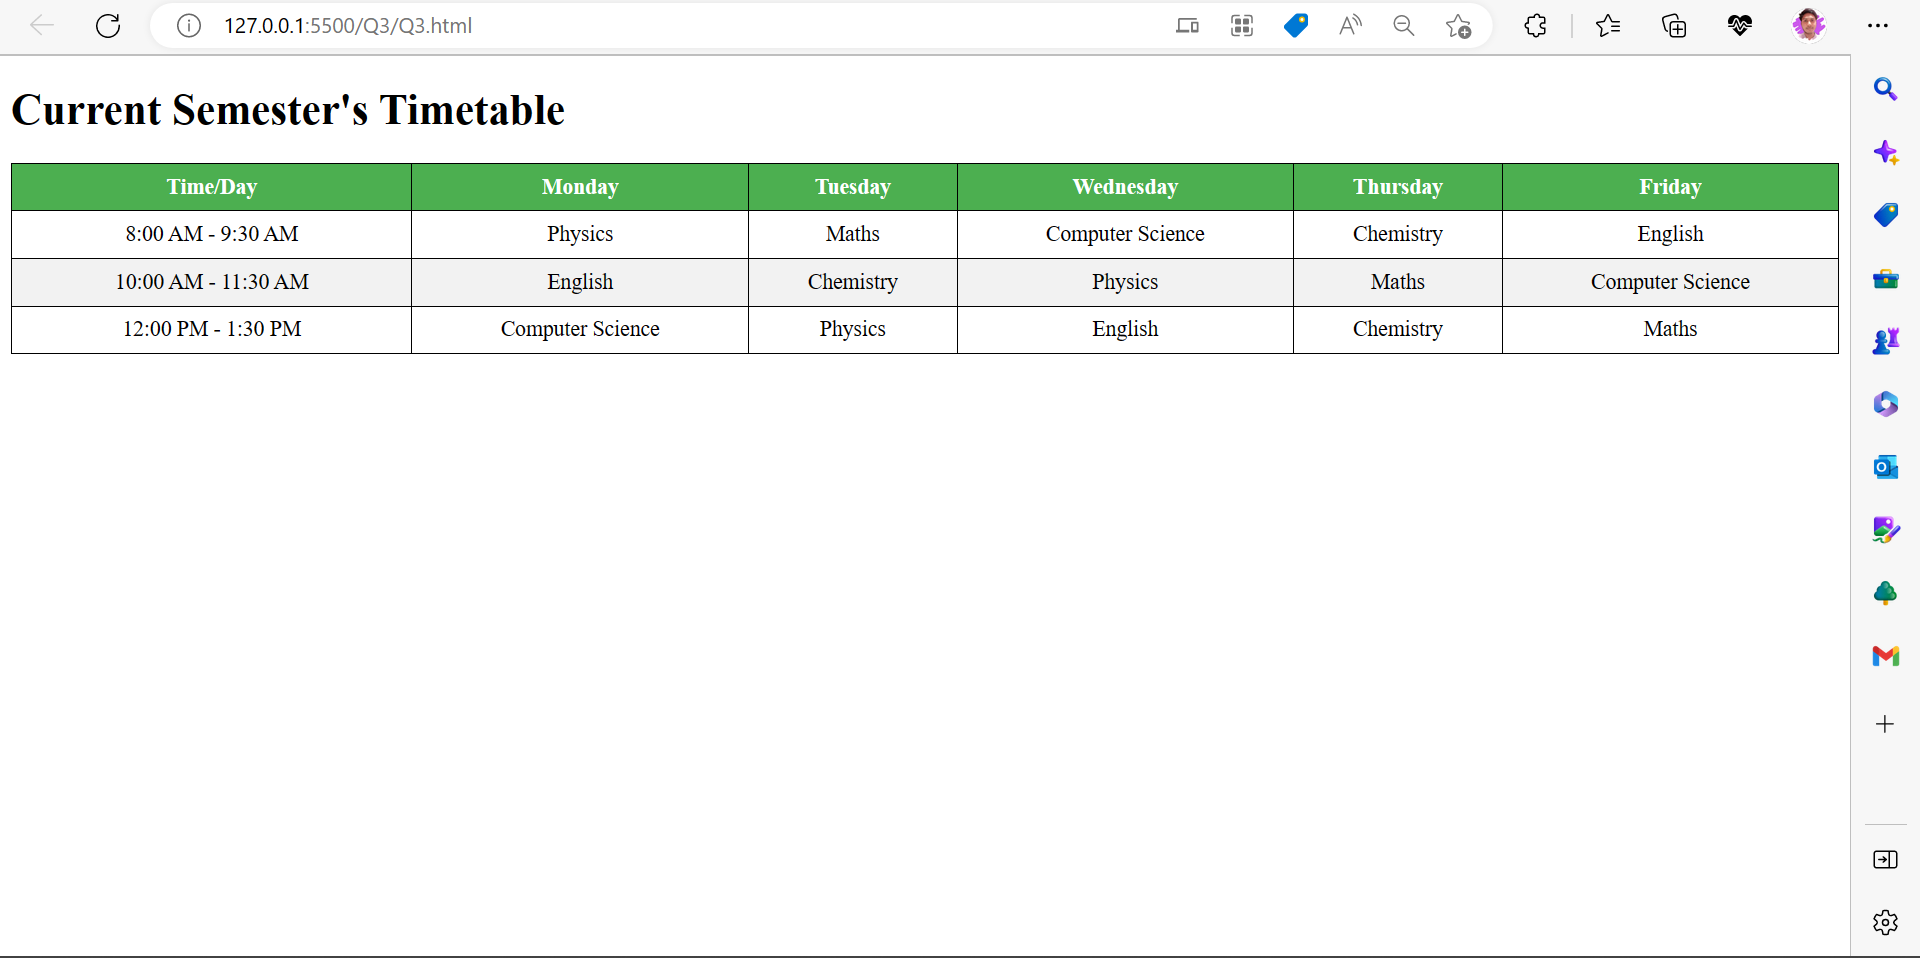 127.0.0.1:5500/Q3/Q3.html
Current Semester's Timetable
Time/Day Monday Tuesday Wednesday Thursday Friday
8:00 AM - 9:30 AM Physics Maths Computer Science Chemistry English
10:00 AM - 11:30 AM English Chemistry Physics Maths Computer Science
12:00 PM - 1:30 PM Computer Science Physics English Chemistry Maths